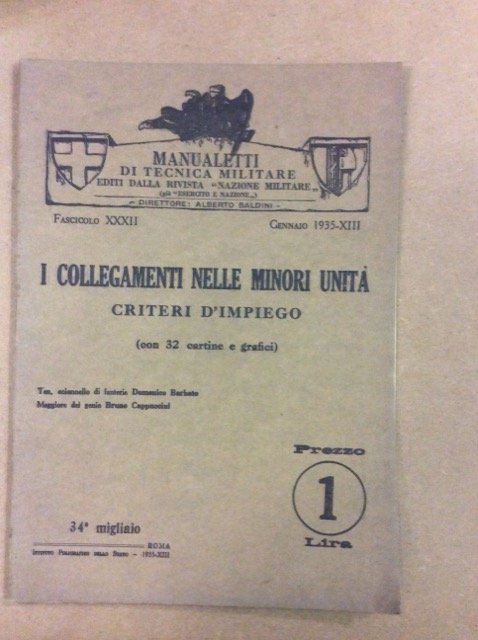 MANUALETTI
DI TECNICA MILITARE
EDITI DALLA RIVISTA "NAZIONE MILITARE"
(già "ESERCITO E NAZIONE")
DIRETTORE: ALBERTO BALDINI
FASCICOLO XXXII
GENNAIO 1935-XIII
I COLLEGAMENTI NELLE MINORI UNITÀ
CRITERI D'IMPIEGO
(con 32 cartine e grafici)
Ten. colonnello di fanteria Domenico Barbato
Maggiore del genio Bruno Cappuccini
Prezzo
1
Lira
34° migliaio
ROMA
ISTITUTO POLIGRAFICO DELLO STATO - 1935-XIII